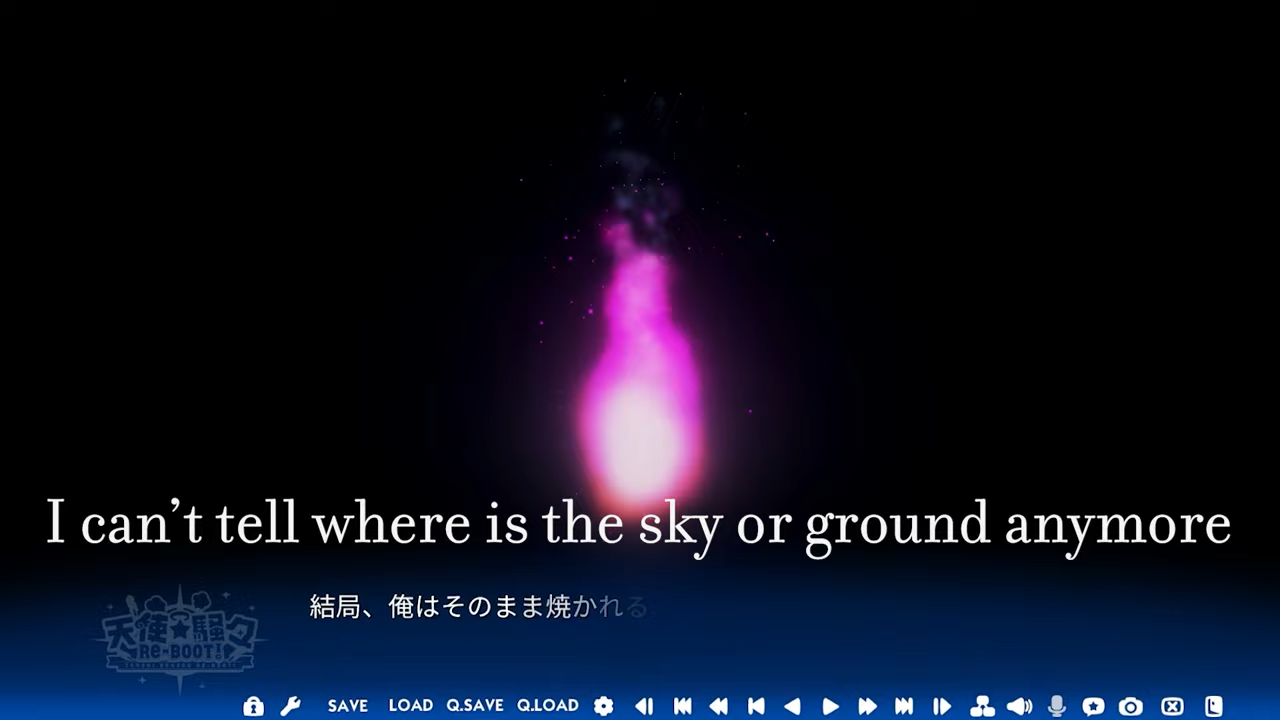 I can't tell where is the sky or ground anymore
結局、俺はそのまま焼かれる
天使☆騒々
RE-BOOT!
SAVE LOAD Q.SAVE Q.LOAD